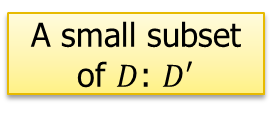 A small subset
of D: D′